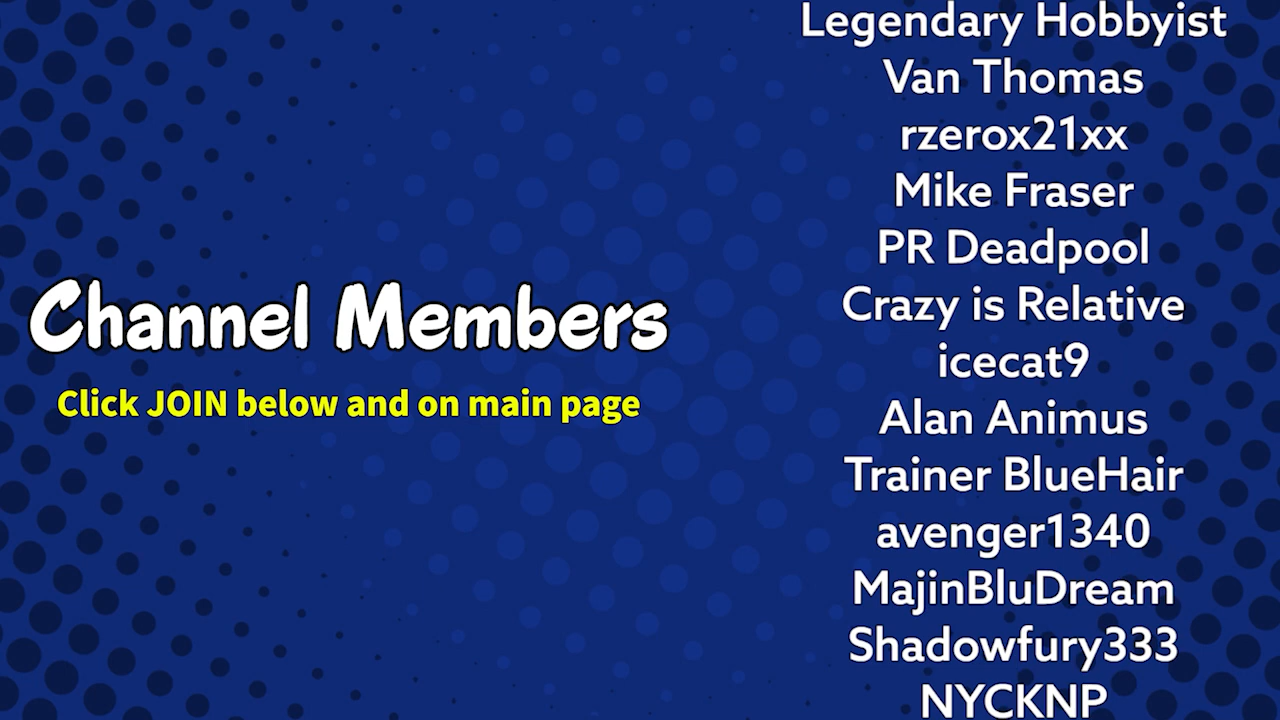 Channel Members
Click JOIN below and on main page
Legendary Hobbyist
Van Thomas
rzerox21xx
Mike Fraser
PR Deadpool
Crazy is Relative
icecat9
Alan Animus
Trainer BlueHair
avenger1340
MajinBluDream
Shadowfury333
NYCKNP